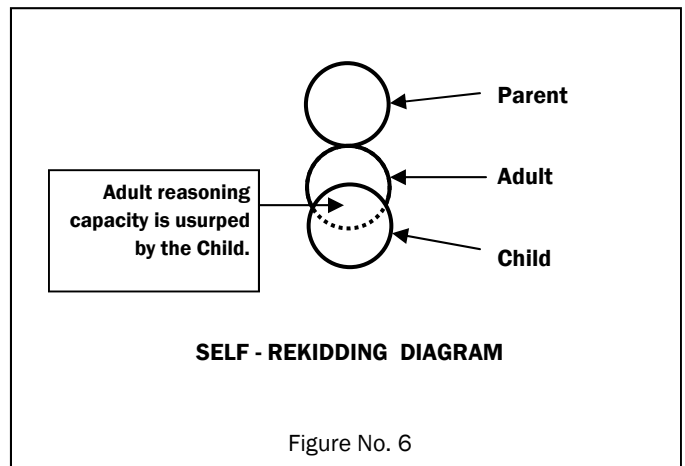 Parent
Adult
Adult reasoning
capacity is usurped
by the Child.
Child
SELF - REKIDDING DIAGRAM
Figure No. 6